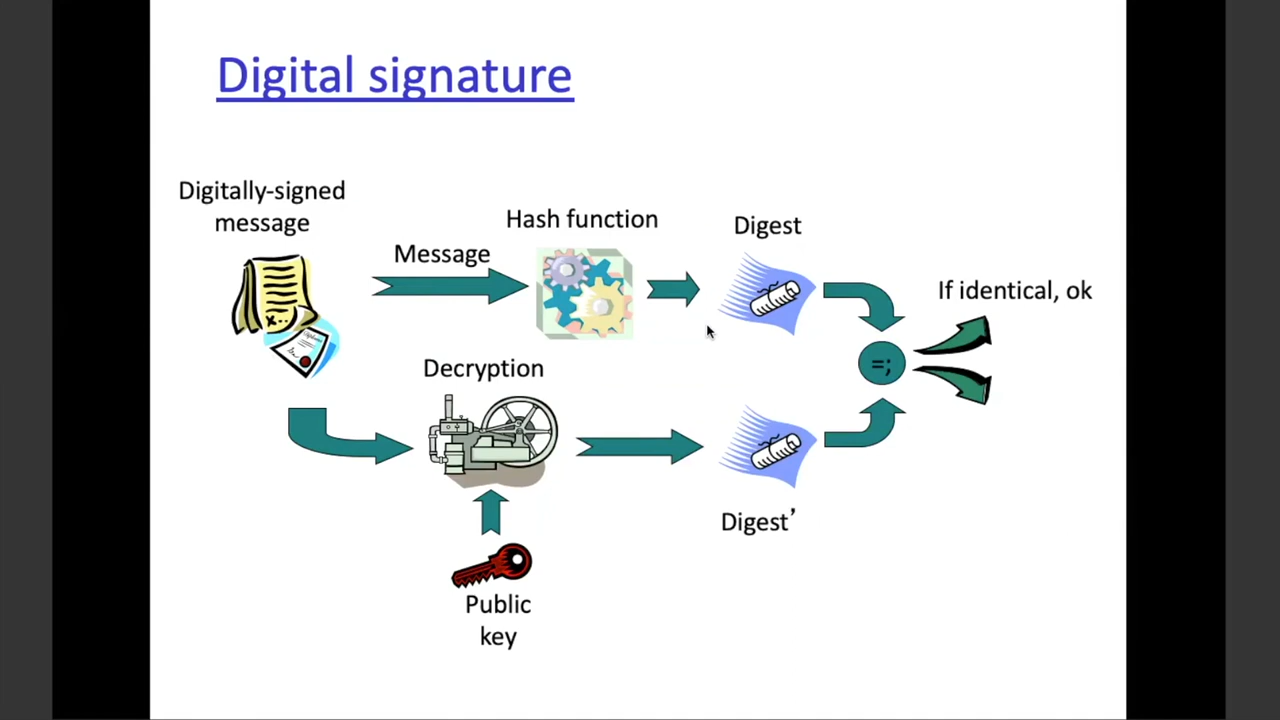 Digital signature
Digitally-signed
message
Message
Hash function
Digest
If identical, ok
=;
Decryption
Digest’
Public
key